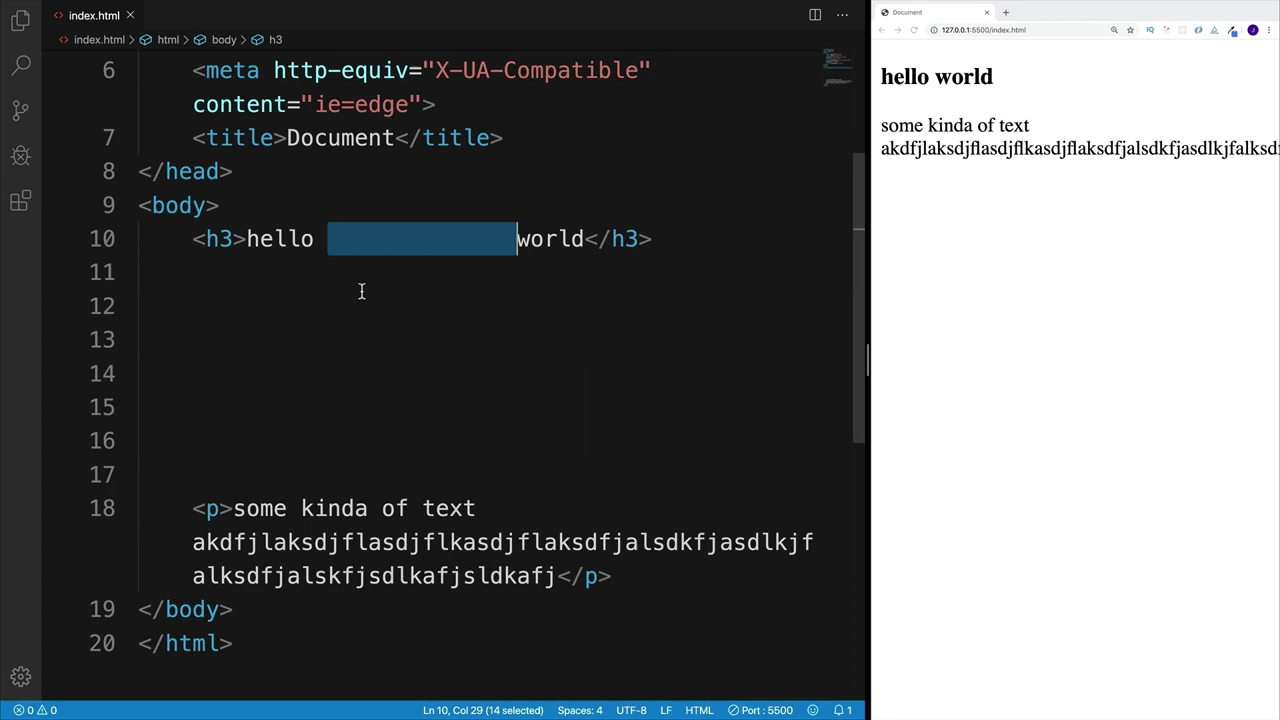 index.html
index.html html body h3
6 <meta http-equiv="X-UA-Compatible"
content="ie=edge">
7 <title>Document</title>
8 </head>
9 <body>
10 <h3>hello              world</h3>
11
12
13
14
15
16
17
18 <p>some kinda of text
akdfjlaksdjflasdjflkasdjflaksdfjalsdkfjasdlkjf
alksdfjalskfjsdlkafjsldkafj</p>
19 </body>
20 </html>
0 0 Ln 10, Col 29 (14 selected) Spaces: 4 UTF-8 LF HTML Port : 5500 1
Document
127.0.0.1:5500/index.html IQ J
hello world
some kinda of text
akdfjlaksdjflasdjflkasdjflaksdfjalsdkfjasdlkjfalksdf